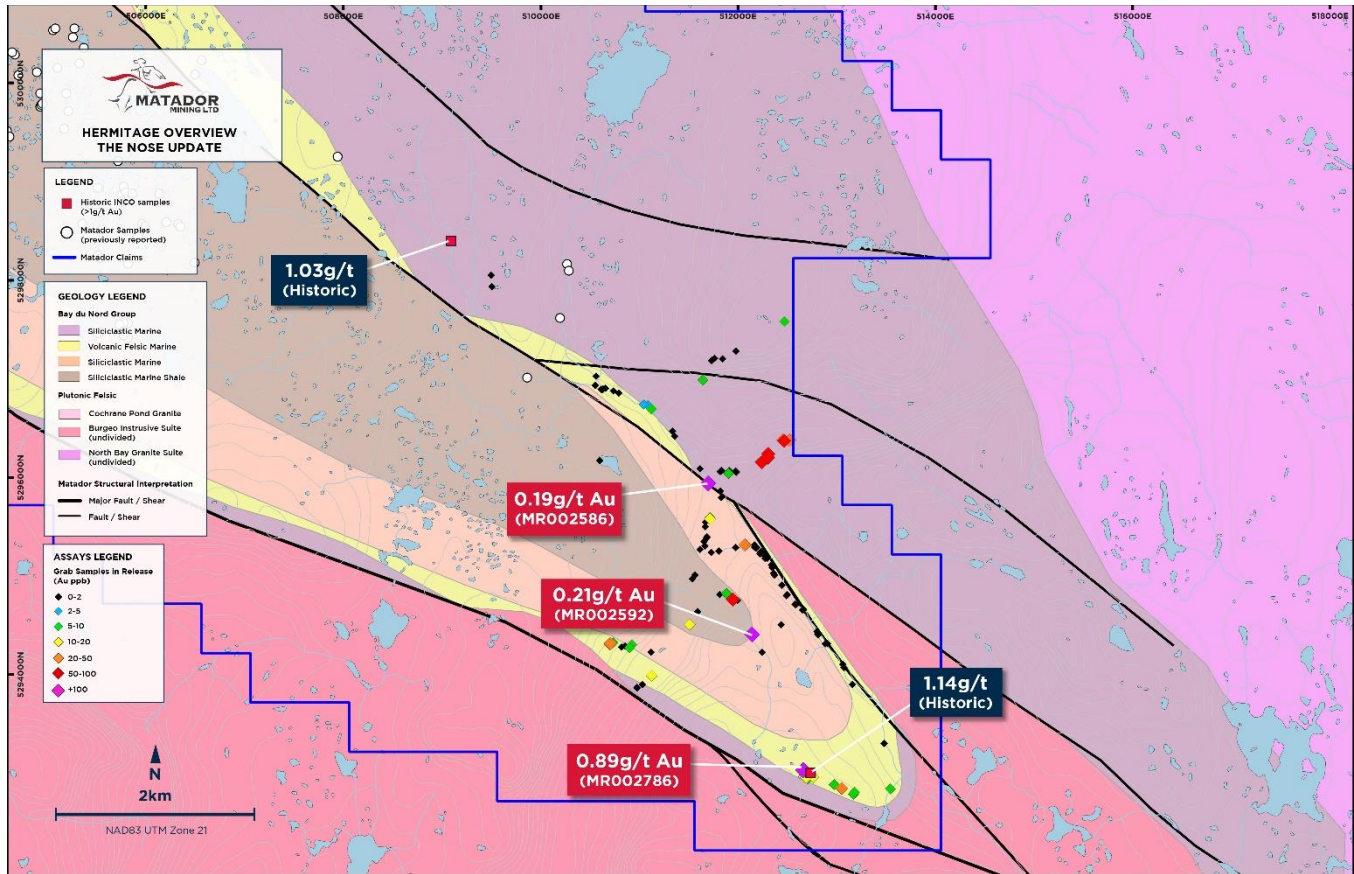 506000E
508000E
510000E
512000E
514000E
516000E
518000E
5300000N
5298000N
5296000N
5294000N
MATADOR
MINING LTD
HERMITAGE OVERVIEW
THE NOSE UPDATE
LEGEND
Historic INCO samples
(>1g/t Au)
Matador Samples
(previously reported)
Matador Claims
GEOLOGY LEGEND
Bay du Nord Group
Siliciclastic Marine
Volcanic Felsic Marine
Siliciclastic Marine
Siliciclastic Marine Shale
Plutonic Felsic
Cochrane Pond Granite
Burgeo Instrusive Suite
(undivided)
North Bay Granite Suite
(undivided)
Matador Structural Interpretation
Major Fault / Shear
Fault / Shear
ASSAYS LEGEND
Grab Samples in Release
(Au ppb)
0-2
2-5
5-10
10-20
20-50
50-100
+100
N
2km
NAD83 UTM Zone 21
1.03g/t
(Historic)
0.19g/t Au
(MR002586)
0.21g/t Au
(MR002592)
1.14g/t
(Historic)
0.89g/t Au
(MR002786)